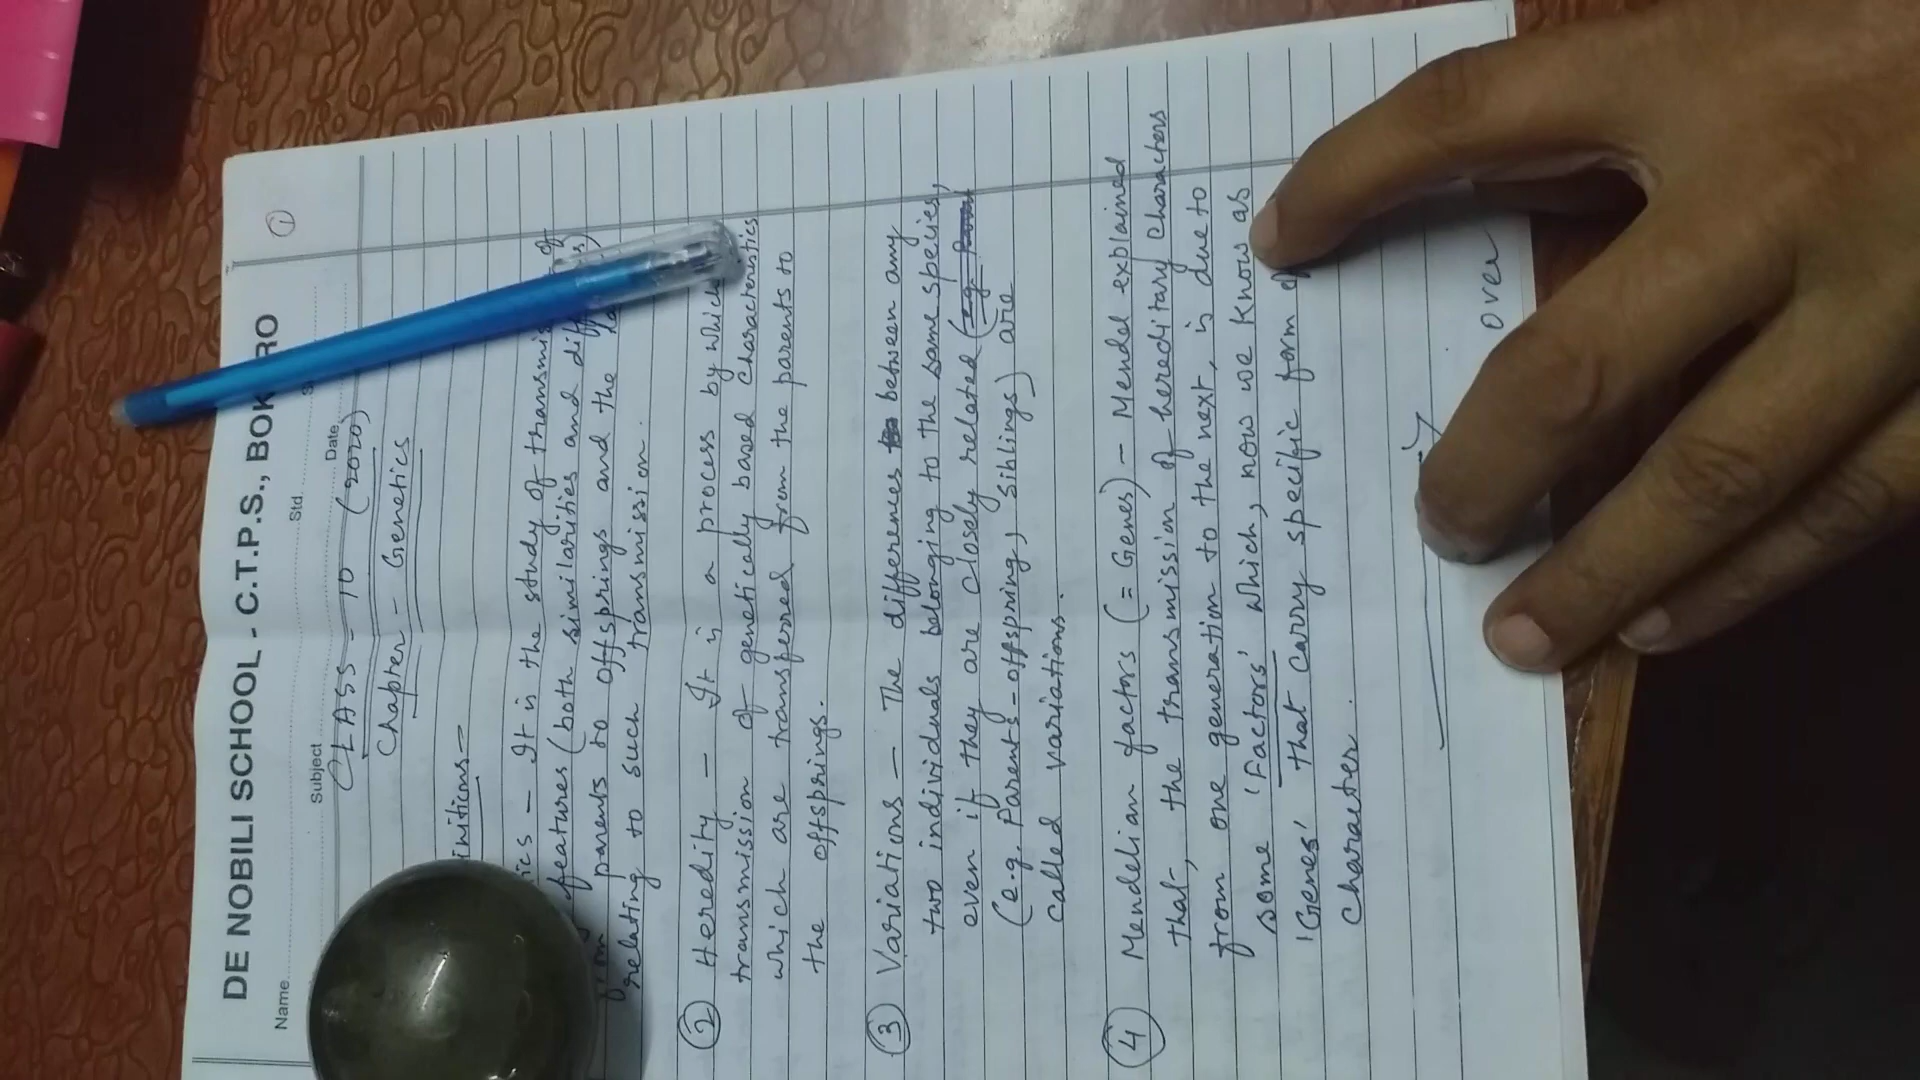 DE NOBILI SCHOOL - C.T.P.S., BOK RO
①
Name Std.
Subject Date
CLASS - 10 (2020)
Chapter - Genetics
initions -
ics - It is the study of transmis of
features (both similarities and diff s)
parents to offsprings and the la
relating to such transmission.
② Heredity - It is a process by whic
transmission of genetically based characteristics
which are transferred from the parents to
the offsprings.
③ Variations - The differences between any
two individuals belonging to the same species,
even if they are closely related (
(e.g. Parents-offspring, siblings) are
called variations.
④ Mendelian factors (= Genes) - Mendel explained
that, the transmission of hereditary characters
from one generation to the next, is due to
some 'Factors' which, now we know as
'Genes' that carry specific form
Character.
over